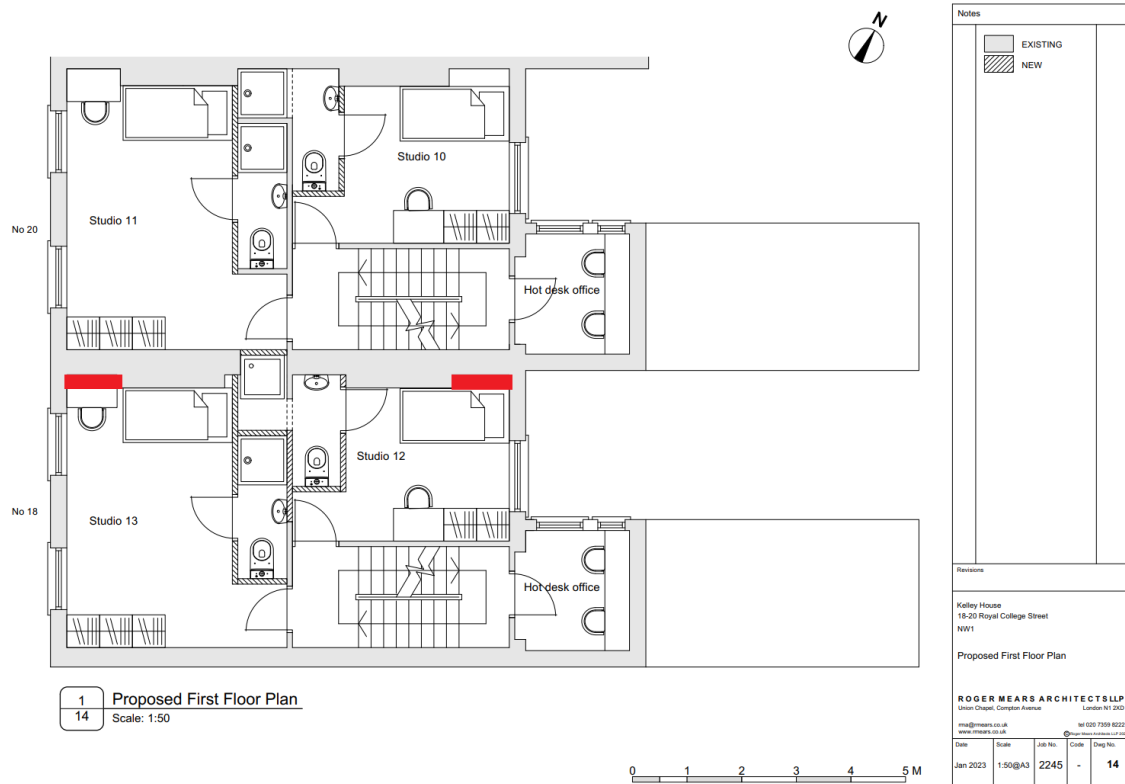 N
Notes
EXISTING
NEW
Studio 10
Studio 11
No 20
Hot desk office
Studio 12
No 18
Studio 13
Hot desk office
1
14
Proposed First Floor Plan
Scale: 1:50
0 1 2 3 4 5 M
Revisions
Kelley House
18-20 Royal College Street
NW1
Proposed First Floor Plan
ROGER MEARS ARCHITECTS LLP
Union Chapel, Compton Avenue London N1 2XD
rma@rmears.co.uk tel 020 7359 8222
www.rmears.co.uk
Date Scale Job No. Code Dwg No.
Jan 2023 1:50@A3 2245 - 14